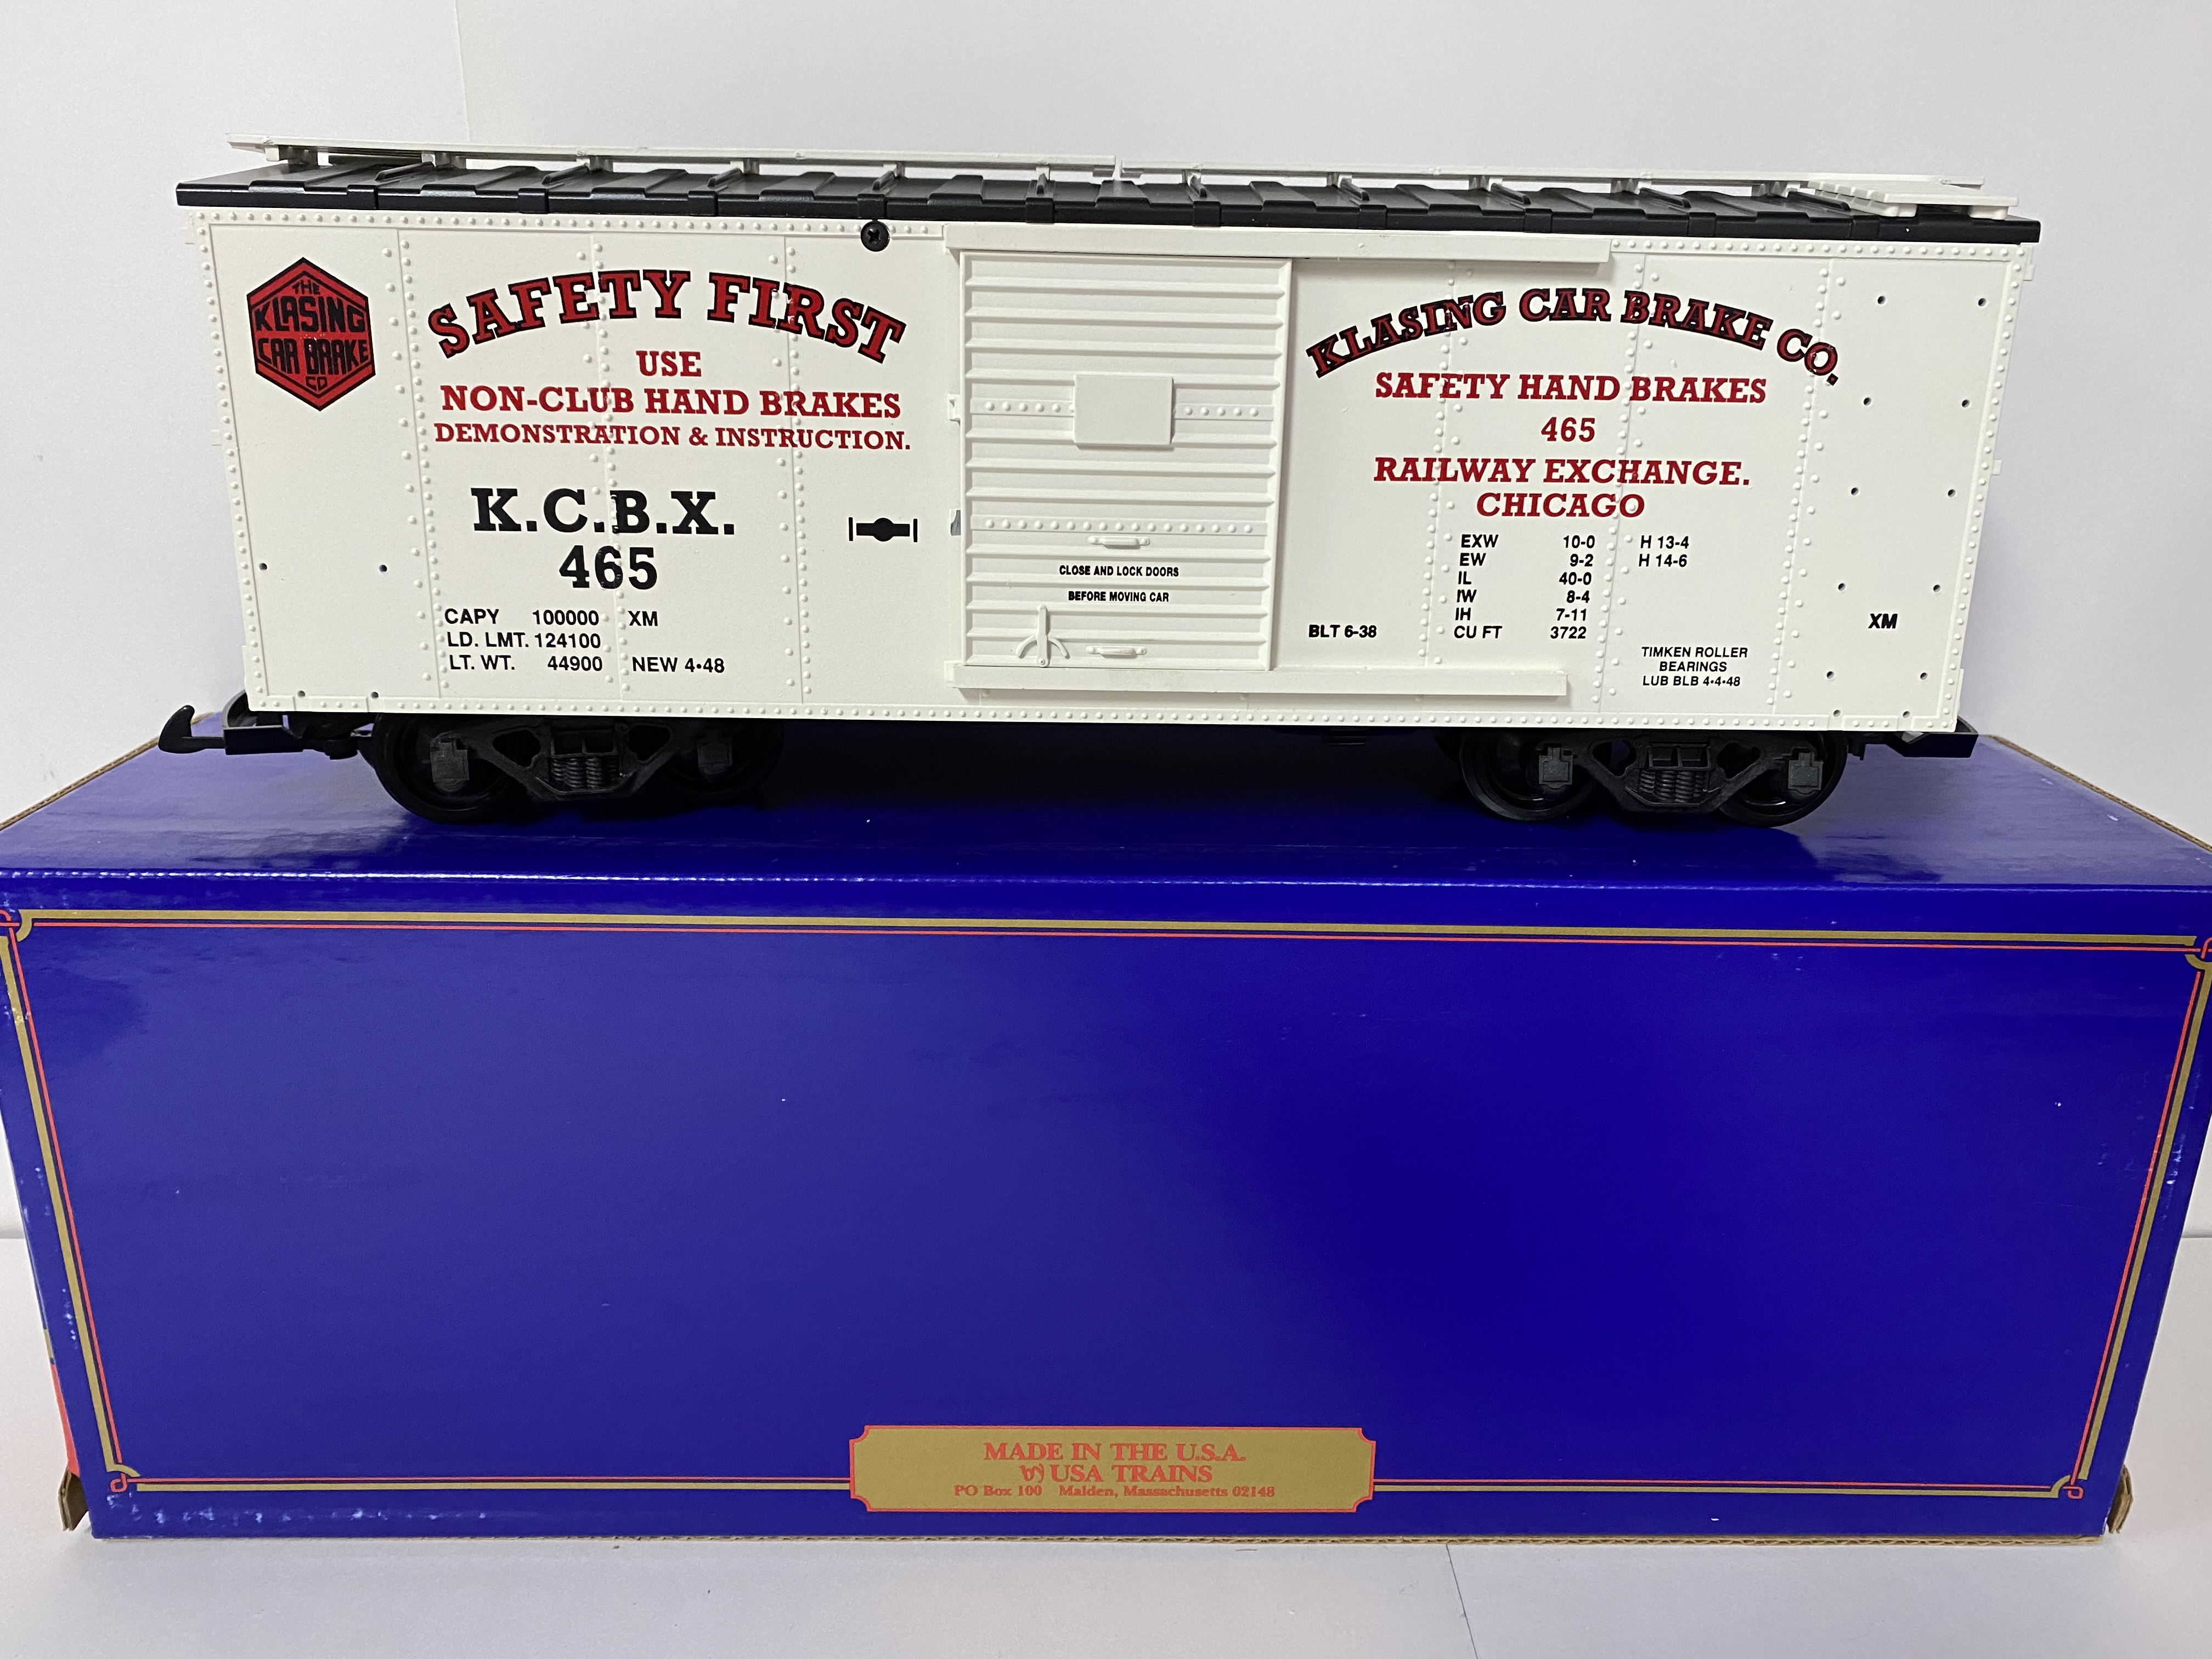 THE
KLASING
CAR BRAKE
CO
SAFETY FIRST
USE
NON-CLUB HAND BRAKES
DEMONSTRATION & INSTRUCTION.
K.C.B.X.
465
CAPY 100000 XM
LD. LMT. 124100
LT. WT. 44900 NEW 4•48
CLOSE AND LOCK DOORS
BEFORE MOVING CAR
KLASING CAR BRAKE CO.
SAFETY HAND BRAKES
465
RAILWAY EXCHANGE.
CHICAGO
EXW 10-0 H 13-4
EW 9-2 H 14-6
IL 40-0
IW 8-4
IH 7-11
CU FT 3722
BLT 6-38
TIMKEN ROLLER
BEARINGS
LUB BLB 4•4•48
XM
MADE IN THE U.S.A.
by USA TRAINS
PO Box 100 Malden, Massachusetts 02148